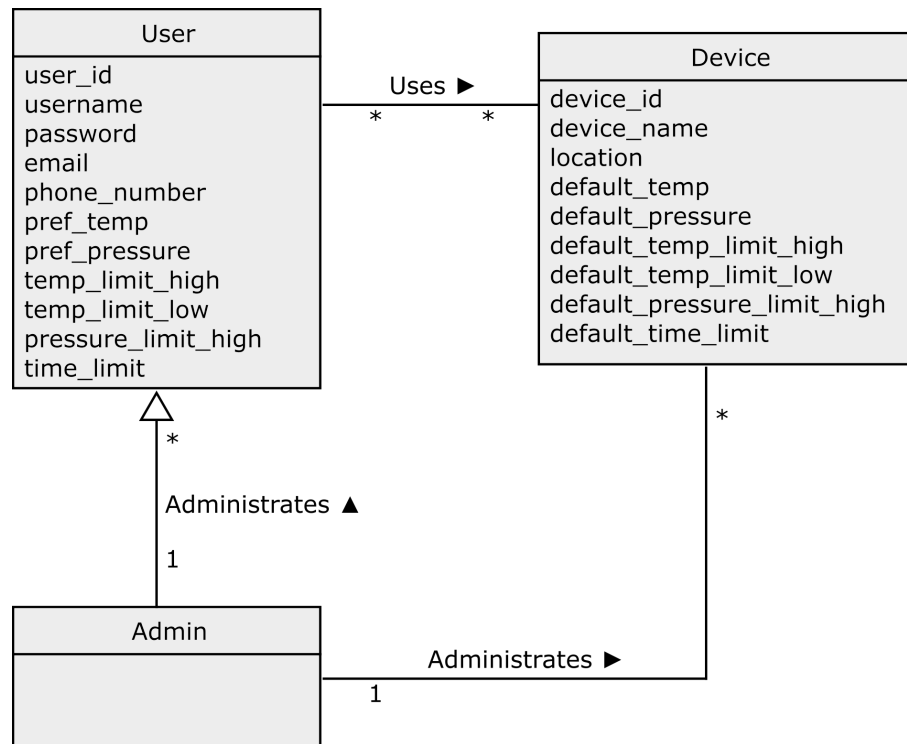 User
user_id
username
password
email
phone_number
pref_temp
pref_pressure
temp_limit_high
temp_limit_low
pressure_limit_high
time_limit
Uses ►
*
*
Device
device_id
device_name
location
default_temp
default_pressure
default_temp_limit_high
default_temp_limit_low
default_pressure_limit_high
default_time_limit
*
*
Administrates ▲
1
Admin
Administrates ►
1